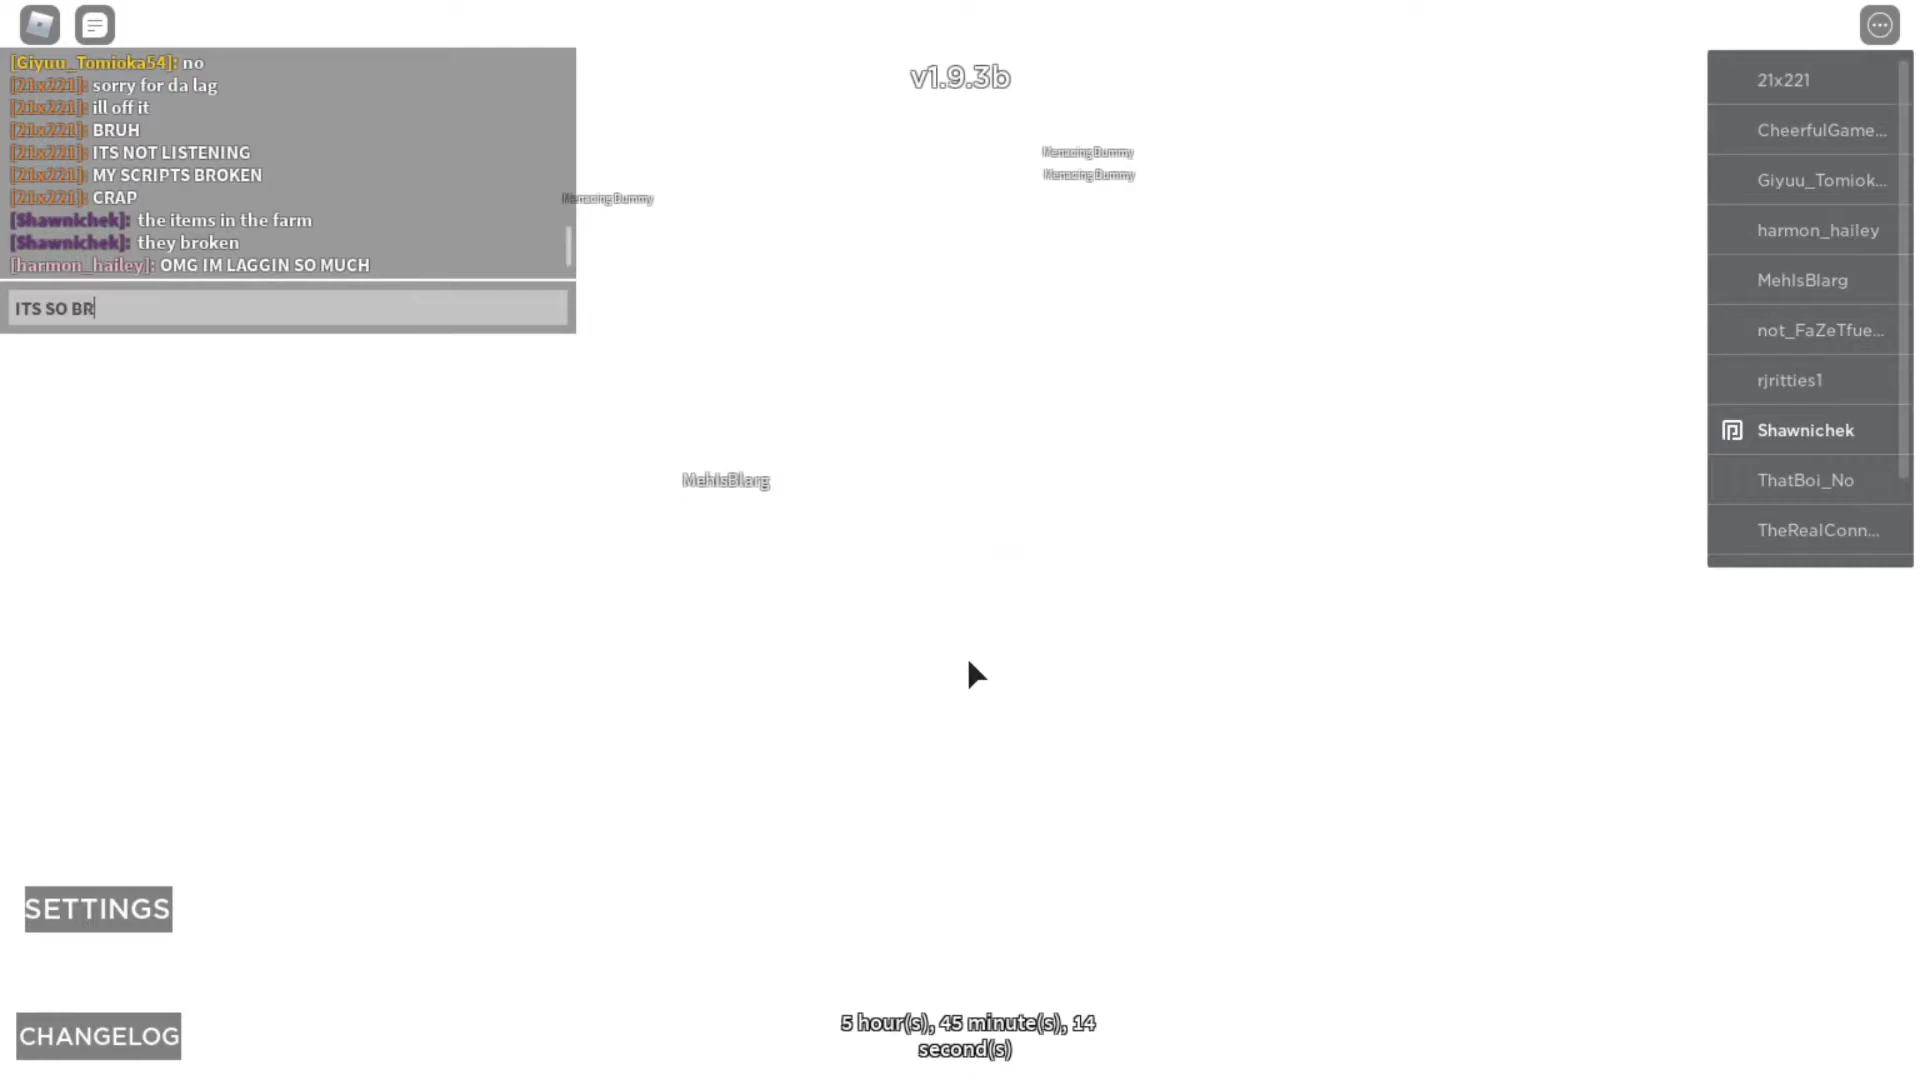 [Giyuu_Tomioka54]: no
[21x221]: sorry for da lag
[21x221]: ill off it
[21x221]: BRUH
[21x221]: ITS NOT LISTENING
[21x221]: MY SCRIPTS BROKEN
[21x221]: CRAP
[Shawnichek]: the items in the farm
[Shawnichek]: they broken
[harmon_hailey]: OMG IM LAGGIN SO MUCH
ITS SO BR
v1.9.3b
Menacing Dummy
Menacing Dummy
Menacing Dummy
MehIsBlarg
21x221
CheerfulGame...
Giyuu_Tomiok...
harmon_hailey
MehIsBlarg
not_FaZeTfue...
rjritties1
Shawnichek
ThatBoi_No
TheRealConn...
SETTINGS
CHANGELOG
5 hour(s), 45 minute(s), 14
second(s)